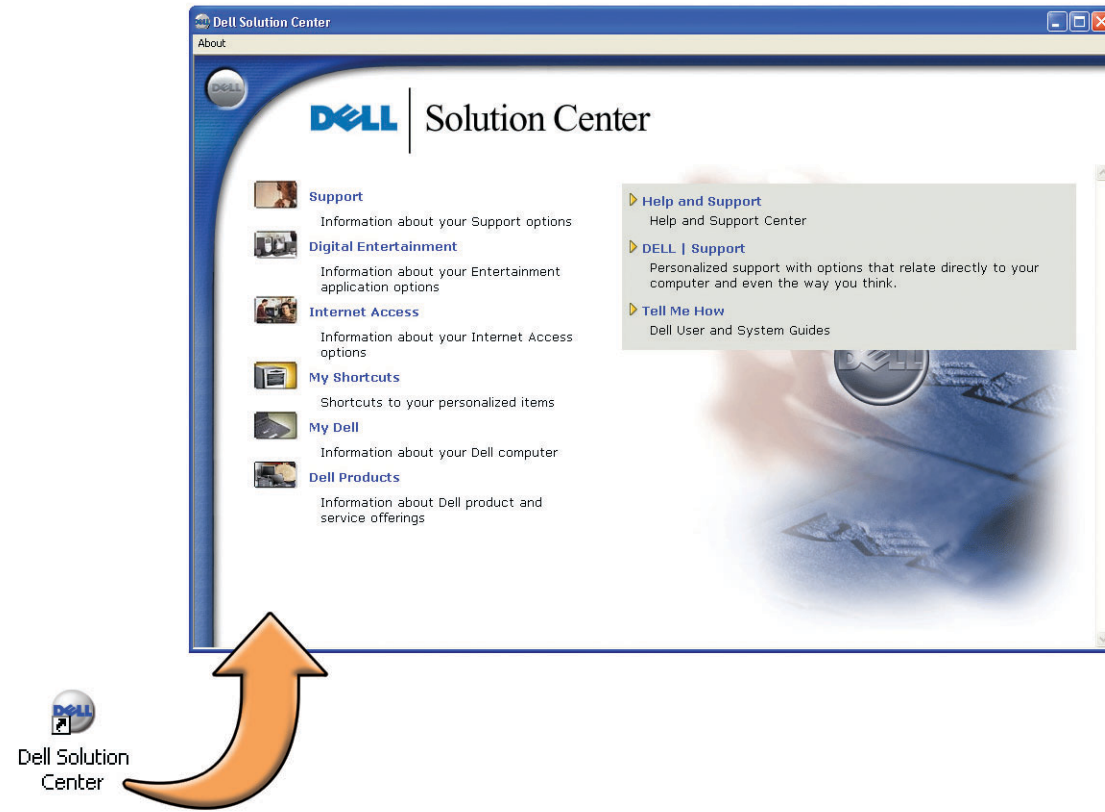 Dell Solution Center
About
DELL
DELL | Solution Center
Support
Information about your Support options
Digital Entertainment
Information about your Entertainment
application options
Internet Access
Information about your Internet Access
options
My Shortcuts
Shortcuts to your personalized items
My Dell
Information about your Dell computer
Dell Products
Information about Dell product and
service offerings
Help and Support
Help and Support Center
DELL | Support
Personalized support with options that relate directly to your
computer and even the way you think.
Tell Me How
Dell User and System Guides
DELL
DELL
Dell Solution
Center